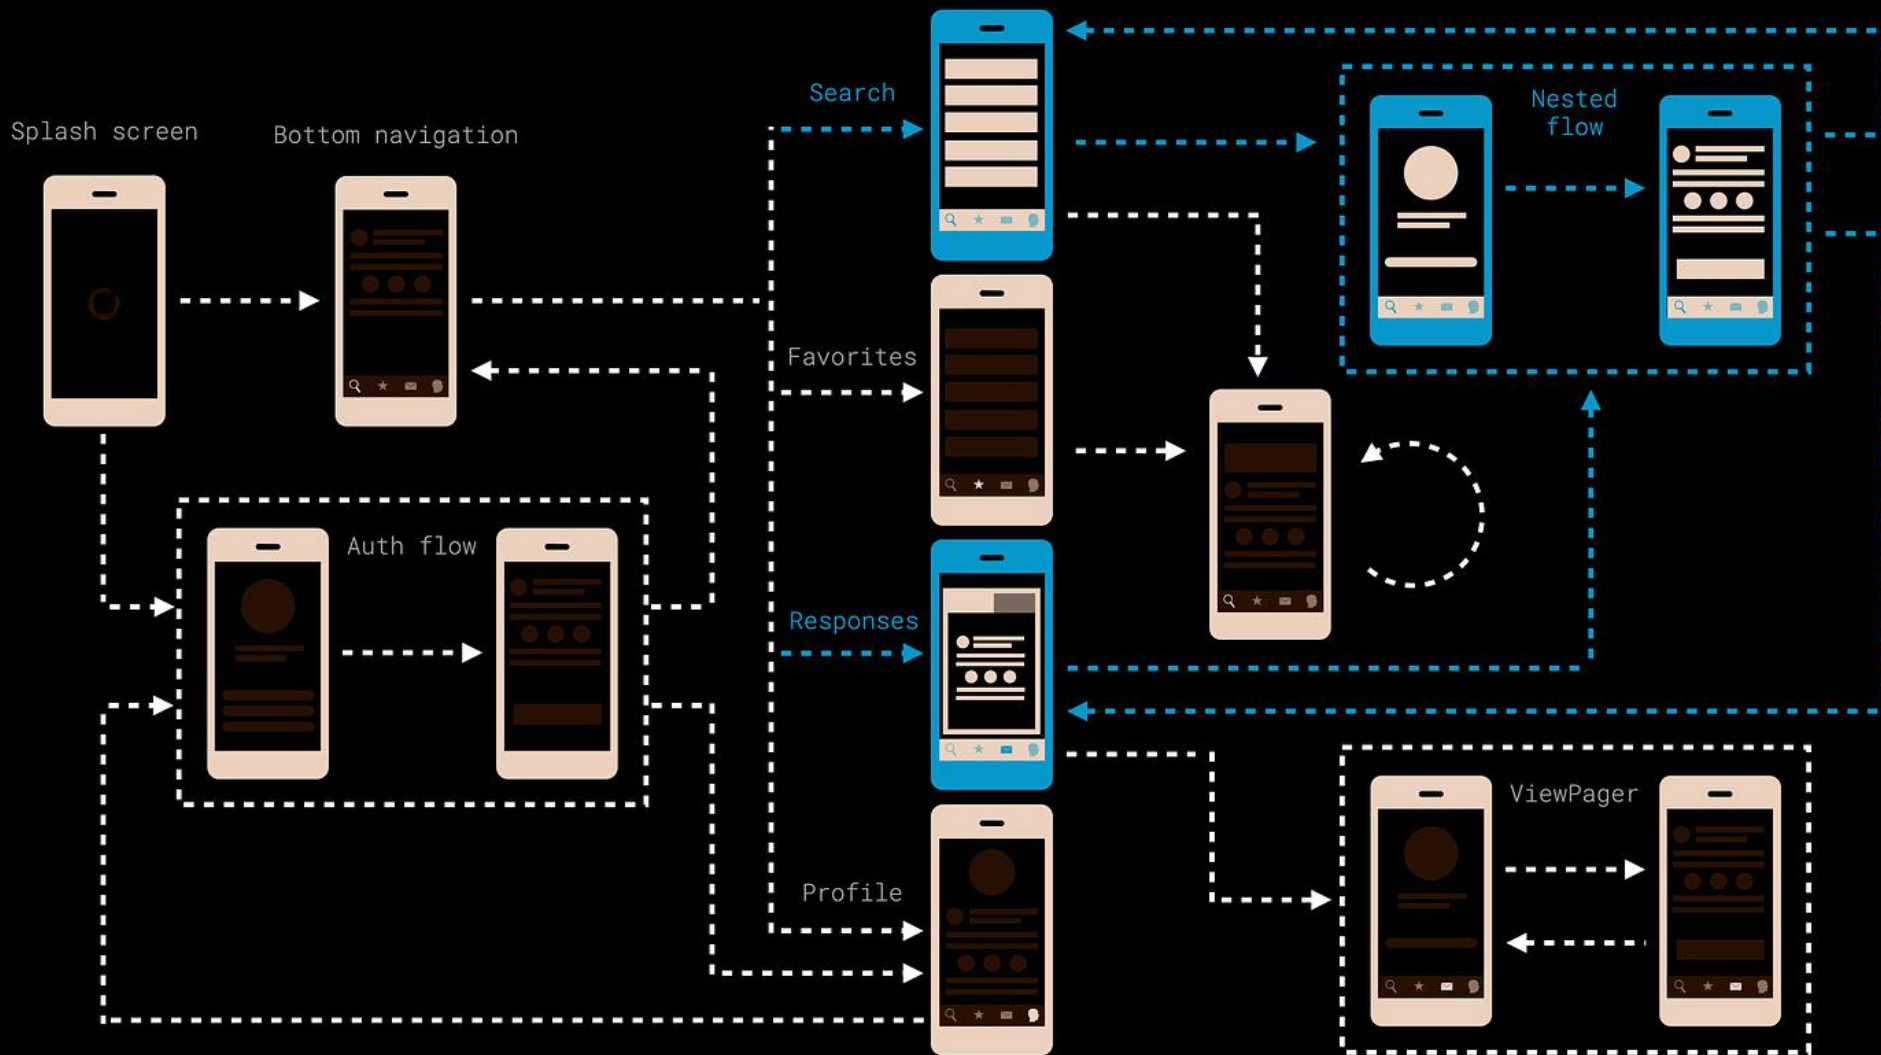 Splash screen
Bottom navigation
Search
Nested
flow
Favorites
Auth flow
Responses
ViewPager
Profile